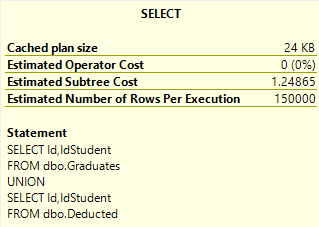 SELECT
Cached plan size 24 KB
Estimated Operator Cost 0 (0%)
Estimated Subtree Cost 1.24865
Estimated Number of Rows Per Execution 150000
Statement
SELECT Id,IdStudent
FROM dbo.Graduates
UNION
SELECT Id,IdStudent
FROM dbo.Deducted